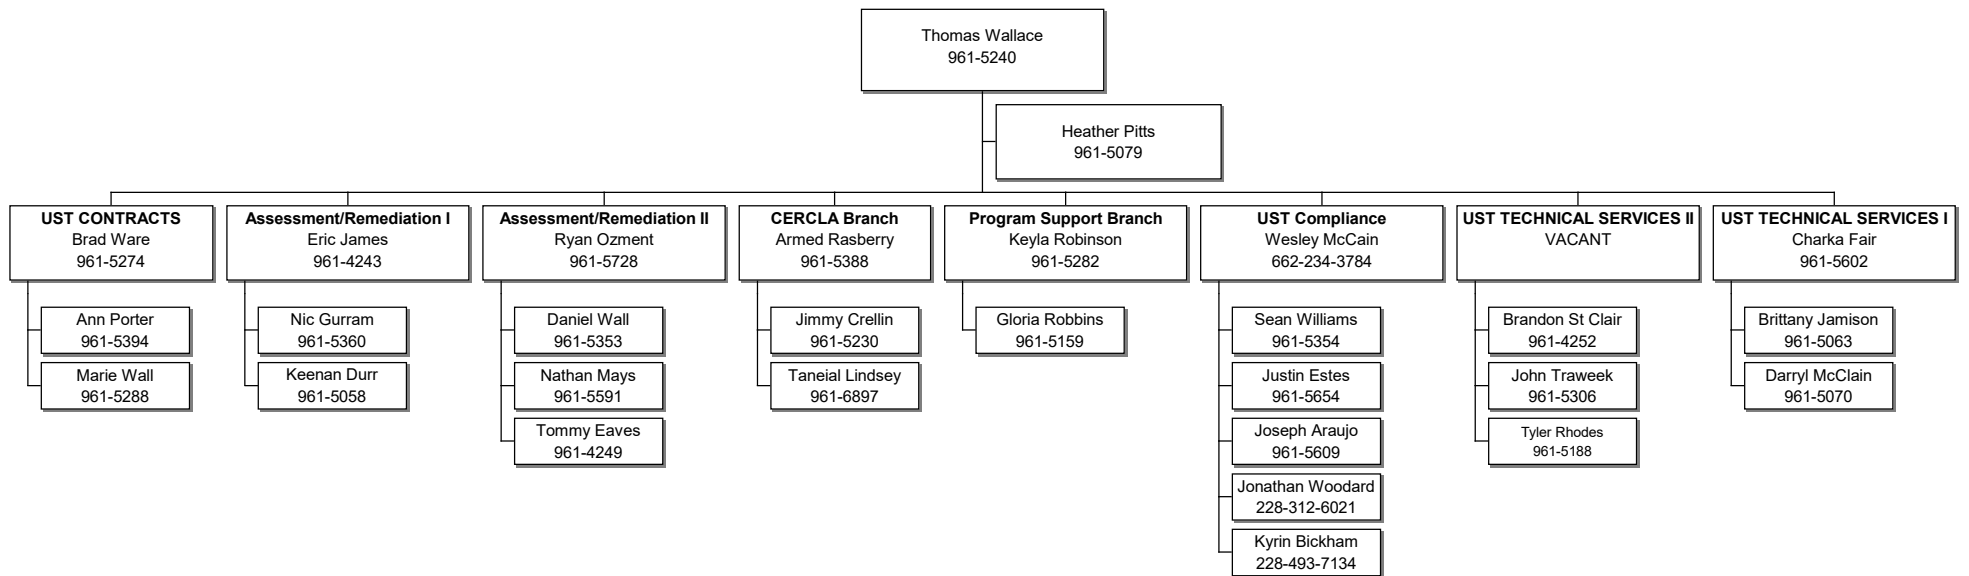 Thomas Wallace
961-5240
Heather Pitts
961-5079
UST CONTRACTS
Brad Ware
961-5274
Ann Porter
961-5394
Marie Wall
961-5288
Assessment/Remediation I
Eric James
961-4243
Nic Gurram
961-5360
Keenan Durr
961-5058
Assessment/Remediation II
Ryan Ozment
961-5728
Daniel Wall
961-5353
Nathan Mays
961-5591
Tommy Eaves
961-4249
CERCLA Branch
Armed Rasberry
961-5388
Jimmy Crellin
961-5230
Taneial Lindsey
961-6897
Program Support Branch
Keyla Robinson
961-5282
Gloria Robbins
961-5159
UST Compliance
Wesley McCain
662-234-3784
Sean Williams
961-5354
Justin Estes
961-5654
Joseph Araujo
961-5609
Jonathan Woodard
228-312-6021
Kyrin Bickham
228-493-7134
UST TECHNICAL SERVICES II
VACANT
Brandon St Clair
961-4252
John Traweek
961-5306
Tyler Rhodes
961-5188
UST TECHNICAL SERVICES I
Charka Fair
961-5602
Brittany Jamison
961-5063
Darryl McClain
961-5070